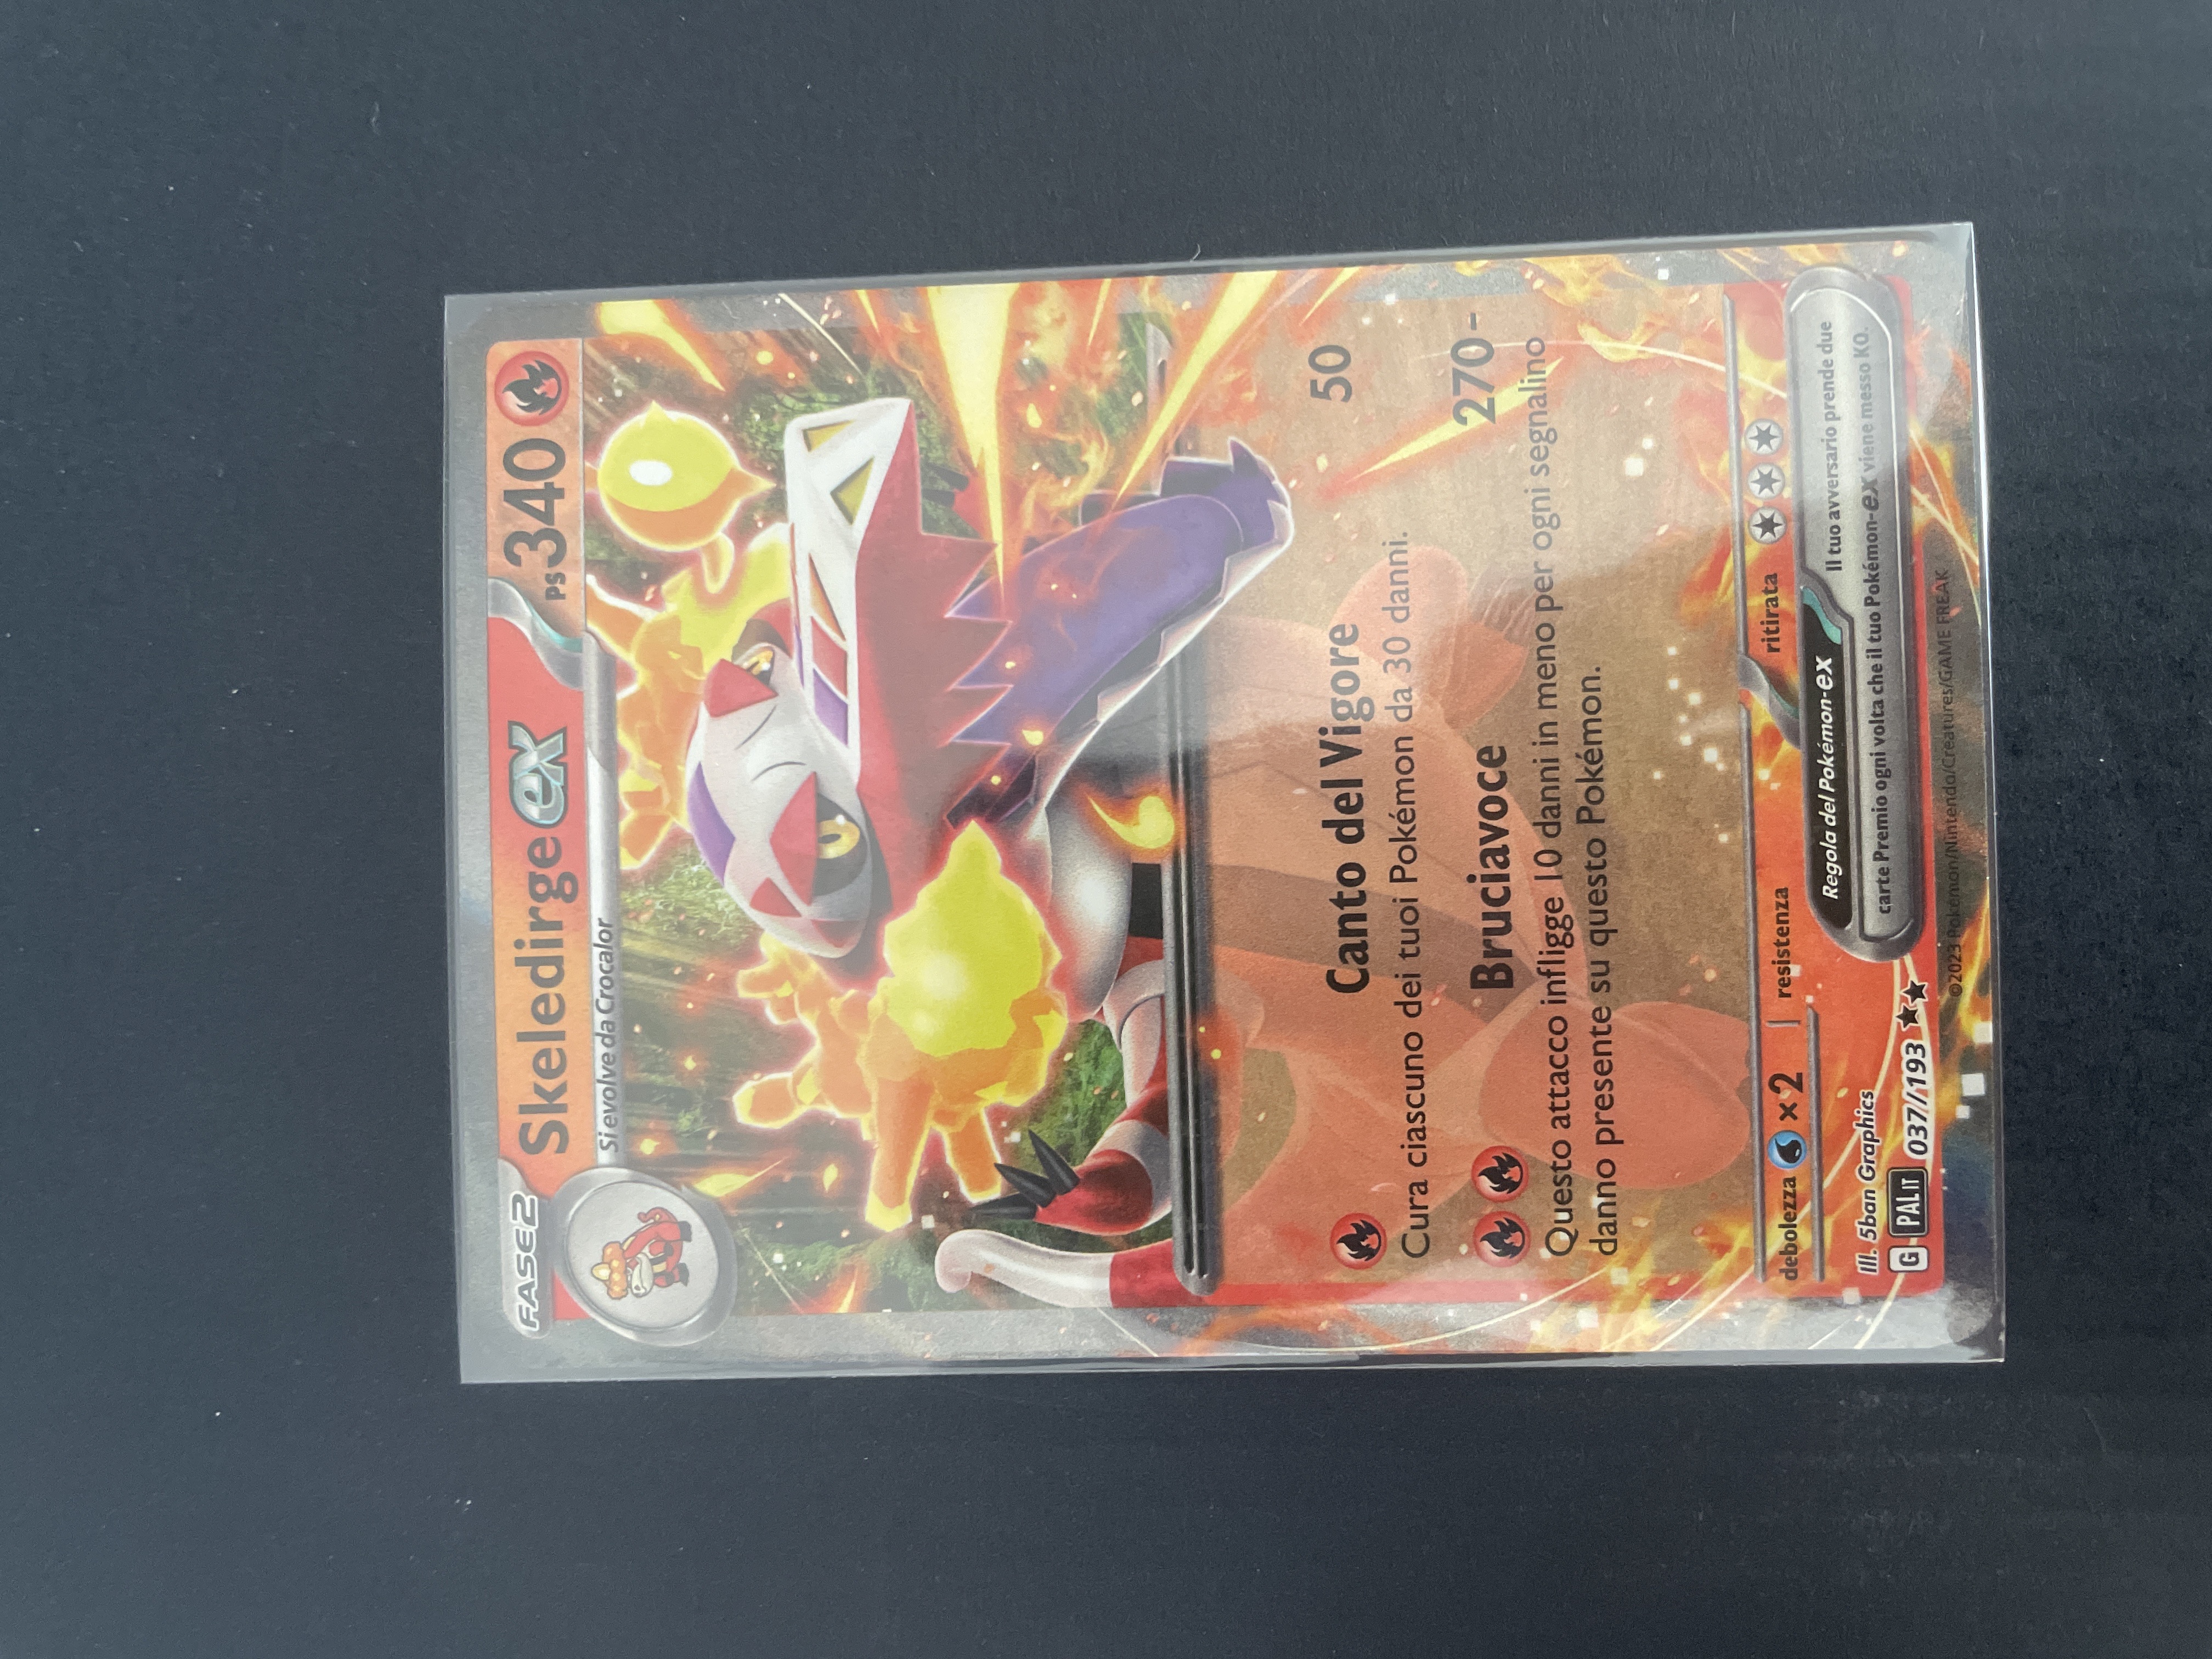 FASE 2
Skeledirge ex
PS 340
Si evolve da Crocalor
Canto del Vigore 50
Cura ciascuno dei tuoi Pokémon da 30 danni.
Bruciavoce 270-
Questo attacco infligge 10 danni in meno per ogni segnalino
danno presente su questo Pokémon.
debolezza ×2 resistenza ritirata
Ill. 5ban Graphics
G PAL IT 037/193 ★★
Regola del Pokémon-ex Il tuo avversario prende due
carte Premio ogni volta che il tuo Pokémon-ex viene messo KO.
©2023 Pokémon/Nintendo/Creatures/GAME FREAK